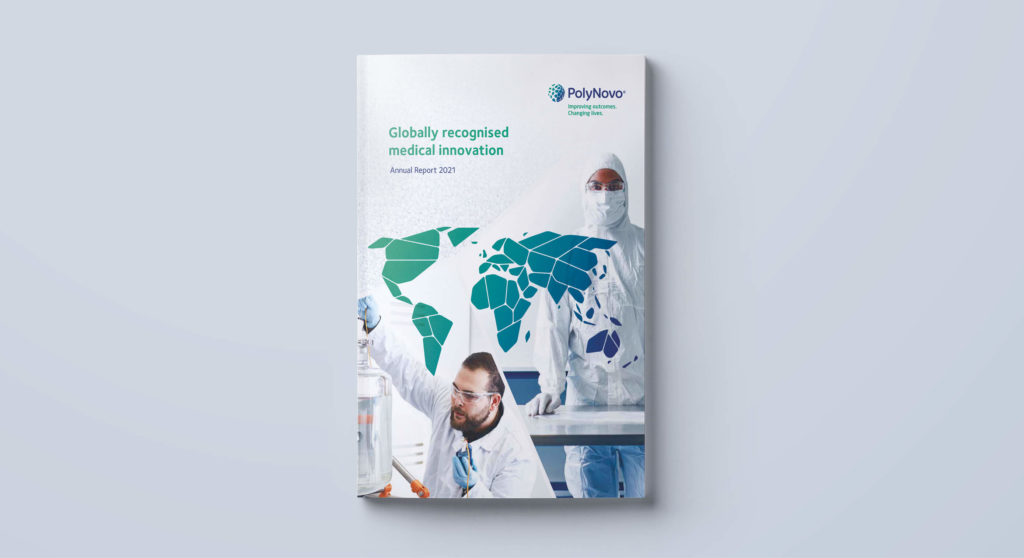 PolyNovo®
Improving outcomes.
Changing lives.
Globally recognised
medical innovation
Annual Report 2021